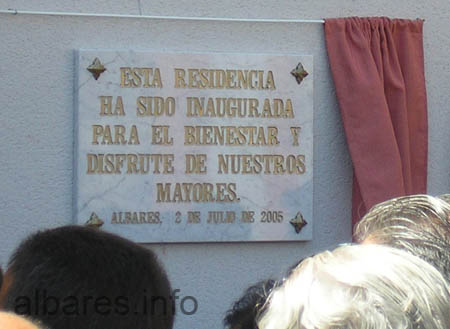 ESTA RESIDENCIA
HA SIDO INAUGURADA
PARA EL BIENESTAR Y
DISFRUTE DE NUESTROS
MAYORES.
ALBARES, 2 DE JULIO DE 2005
albares.info